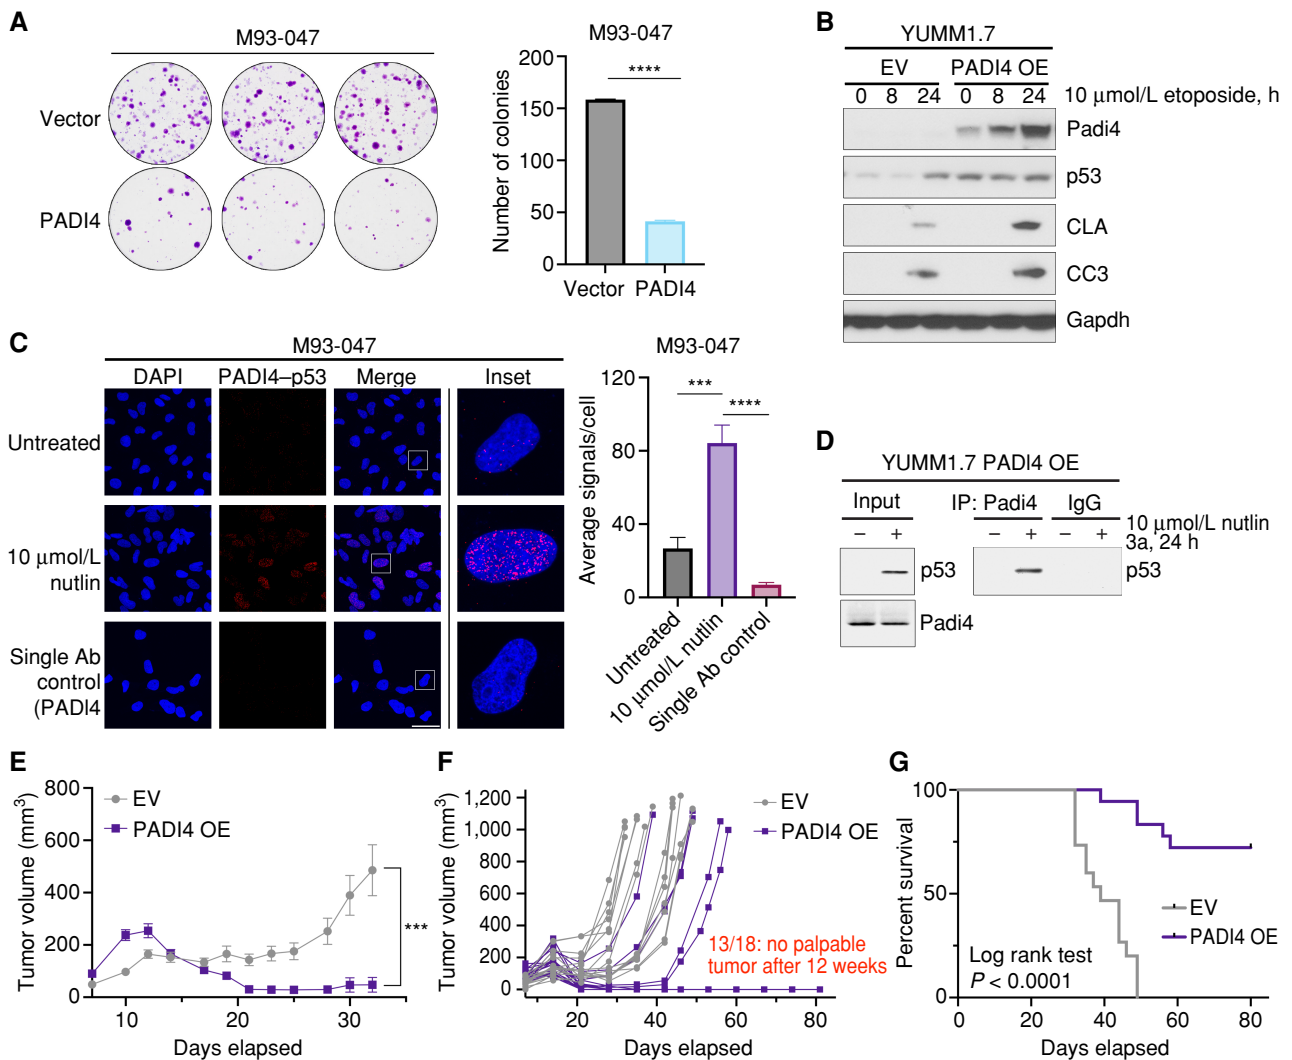 A
M93-047
Vector
PADI4
M93-047
****
Number of colonies
200
150
100
50
0
Vector PADI4
B
YUMM1.7
EV PADI4 OE
0 8 24 0 8 24 10 μmol/L etoposide, h
Padi4
p53
CLA
CC3
Gapdh
C
M93-047
DAPI PADI4–p53 Merge Inset
Untreated
10 μmol/L
nutlin
Single Ab
control
(PADI4
M93-047
***
****
Average signals/cell
120
80
40
0
Untreated
10 μmol/L nutlin
Single Ab control
D
YUMM1.7 PADI4 OE
Input IP: Padi4 IgG
– + – + – + 10 μmol/L nutlin
3a, 24 h
p53 p53
Padi4
E
Tumor volume (mm³)
800
600
400
200
0
EV
PADI4 OE
***
10 20 30
Days elapsed
F
Tumor volume (mm³)
1,200
1,000
800
600
400
200
0
EV
PADI4 OE
13/18: no palpable
tumor after 12 weeks
20 40 60 80
Days elapsed
G
Percent survival
100
50
0
EV
PADI4 OE
Log rank test
P < 0.0001
0 20 40 60 80
Days elapsed